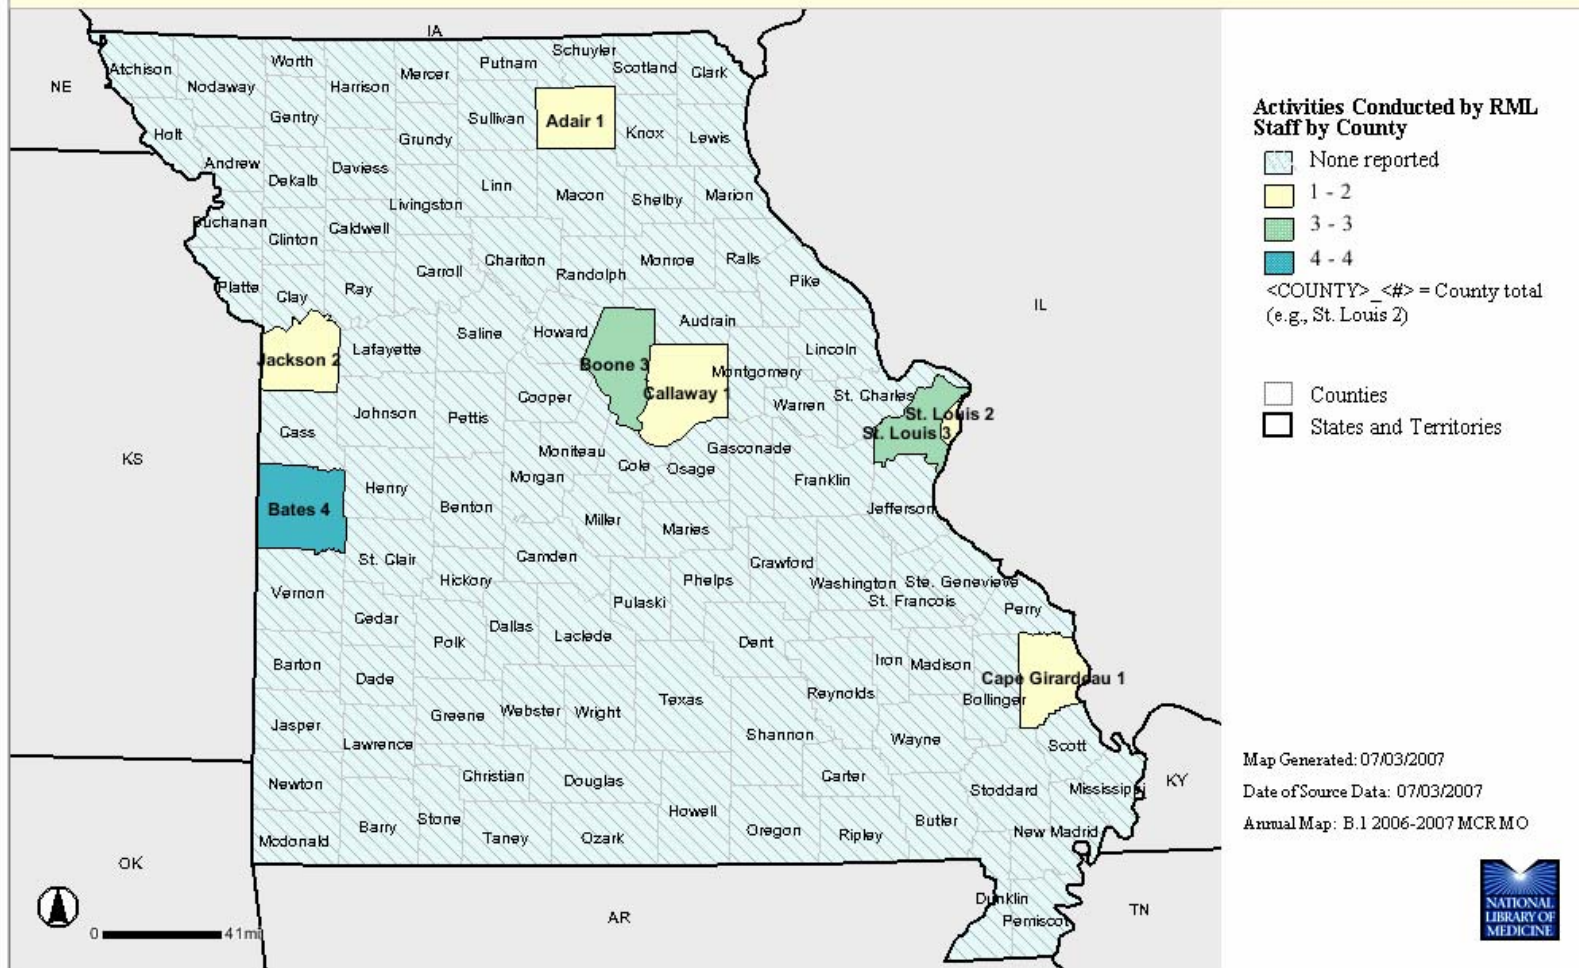 IA
NE
Atchison
Nodaway
Worth
Harrison
Mercer
Putnam
Schuyler
Scotland
Clark
Holt
Gentry
Grundy
Sullivan
Adair 1
Knox
Lewis
Andrew
Dekalb
Daviess
Livingston
Linn
Macon
Shelby
Marion
Buchanan
Clinton
Caldwell
Carroll
Chariton
Randolph
Monroe
Ralls
Pike
IL
Platte
Clay
Ray
Jackson 2
Lafayette
Saline
Howard
Boone 3
Audrain
Callaway 1
Montgomery
Lincoln
Warren
St. Charles
St. Louis 2
St. Louis 3
KS
Cass
Johnson
Pettis
Cooper
Moniteau
Cole
Osage
Gasconade
Franklin
Jefferson
Bates 4
Henry
Benton
Morgan
Miller
Maries
St. Clair
Hickory
Camden
Pulaski
Phelps
Crawford
Washington
Ste. Genevieve
St. Francois
Perry
Vernon
Cedar
Polk
Dallas
Laclede
Dent
Iron
Madison
Cape Girardeau 1
Bollinger
Barton
Dade
Greene
Webster
Wright
Texas
Reynolds
Jasper
Lawrence
Shannon
Wayne
Scott
Newton
Christian
Douglas
Howell
Carter
Stoddard
Mississippi
KY
Mcdonald
Barry
Stone
Taney
Ozark
Oregon
Ripley
Butler
New Madrid
OK
AR
Dunklin
Pemiscot
TN
0 41mi
Activities Conducted by RML
Staff by County
None reported
1 - 2
3 - 3
4 - 4
<COUNTY>_<#> = County total
(e.g., St. Louis 2)
Counties
States and Territories
Map Generated: 07/03/2007
Date of Source Data: 07/03/2007
Annual Map: B.1 2006-2007 MCR MO
NATIONAL
LIBRARY OF
MEDICINE